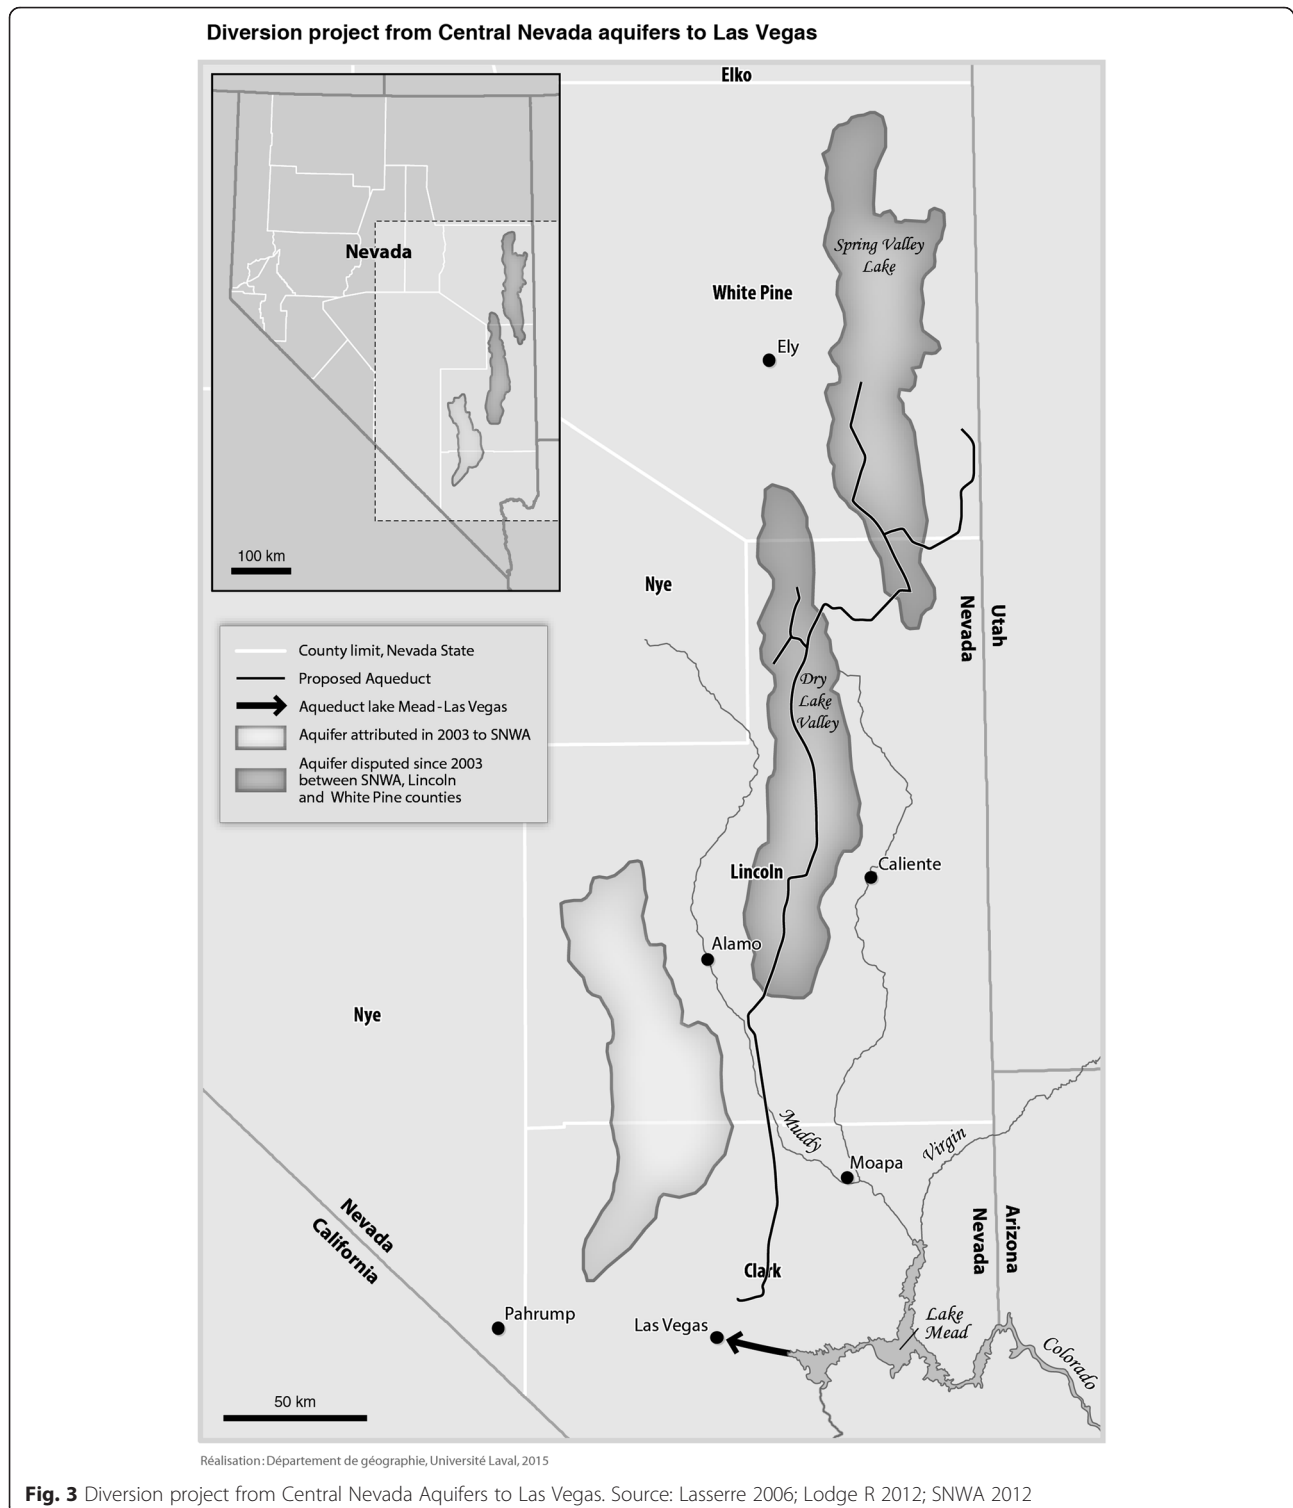 Diversion project from Central Nevada aquifers to Las Vegas
Elko
Nevada
100 km
Spring Valley
Lake
White Pine
Ely
Nye
Utah
Nevada
County limit, Nevada State
Proposed Aqueduct
Aqueduct lake Mead-Las Vegas
Aquifer attributed in 2003 to SNWA
Aquifer disputed since 2003
between SNWA, Lincoln
and White Pine counties
Dry
Lake
Valley
Lincoln
Caliente
Alamo
Nye
Muddy
Virgin
Moapa
Nevada
California
Arizona
Nevada
Clark
Pahrump
Las Vegas
Lake
Mead
Colorado
50 km
Réalisation: Département de géographie, Université Laval, 2015
Fig. 3 Diversion project from Central Nevada Aquifers to Las Vegas. Source: Lasserre 2006; Lodge R 2012; SNWA 2012